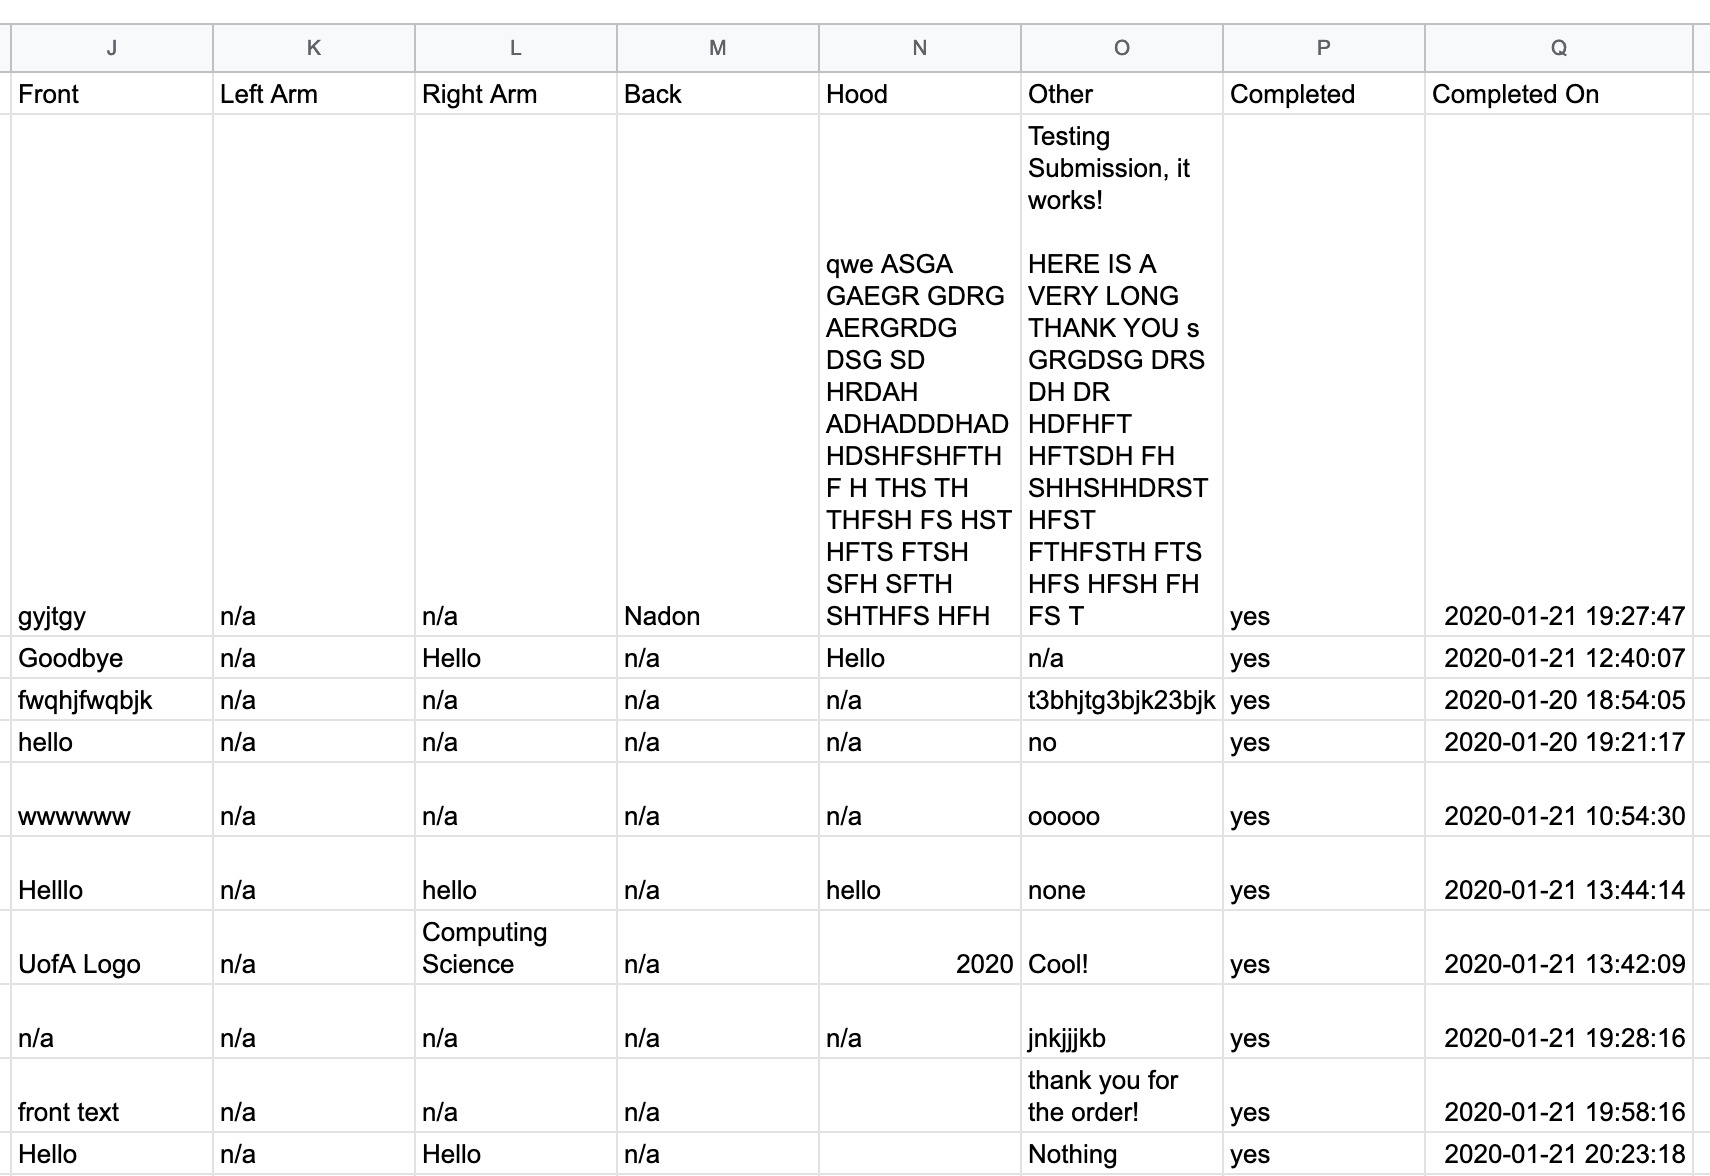 J K L M N O P Q
Front Left Arm Right Arm Back Hood Other Completed Completed On
Testing
Submission, it
works!
qwe ASGA HERE IS A
GAEGR GDRG VERY LONG
AERGRDG THANK YOU s
DSG SD GRGDSG DRS
HRDAH DH DR
ADHADDDHAD HDFHFT
HDSHFSHFTH HFTSDH FH
F H THS TH SHHSHHDRST
THFSH FS HST HFST
HFTS FTSH FTHFSTH FTS
SFH SFTH HFS HFSH FH
gyjtgy n/a n/a Nadon SHTHFS HFH FS T yes 2020-01-21 19:27:47
Goodbye n/a Hello n/a Hello n/a yes 2020-01-21 12:40:07
fwqhjfwqbjk n/a n/a n/a n/a t3bhjtg3bjk23bjk yes 2020-01-20 18:54:05
hello n/a n/a n/a n/a no yes 2020-01-20 19:21:17
wwwwww n/a n/a n/a n/a ooooo yes 2020-01-21 10:54:30
Helllo n/a hello n/a hello none yes 2020-01-21 13:44:14
Computing
UofA Logo n/a Science n/a 2020 Cool! yes 2020-01-21 13:42:09
n/a n/a n/a n/a n/a jnkjjjkb yes 2020-01-21 19:28:16
thank you for
front text n/a n/a n/a the order! yes 2020-01-21 19:58:16
Hello n/a Hello n/a Nothing yes 2020-01-21 20:23:18